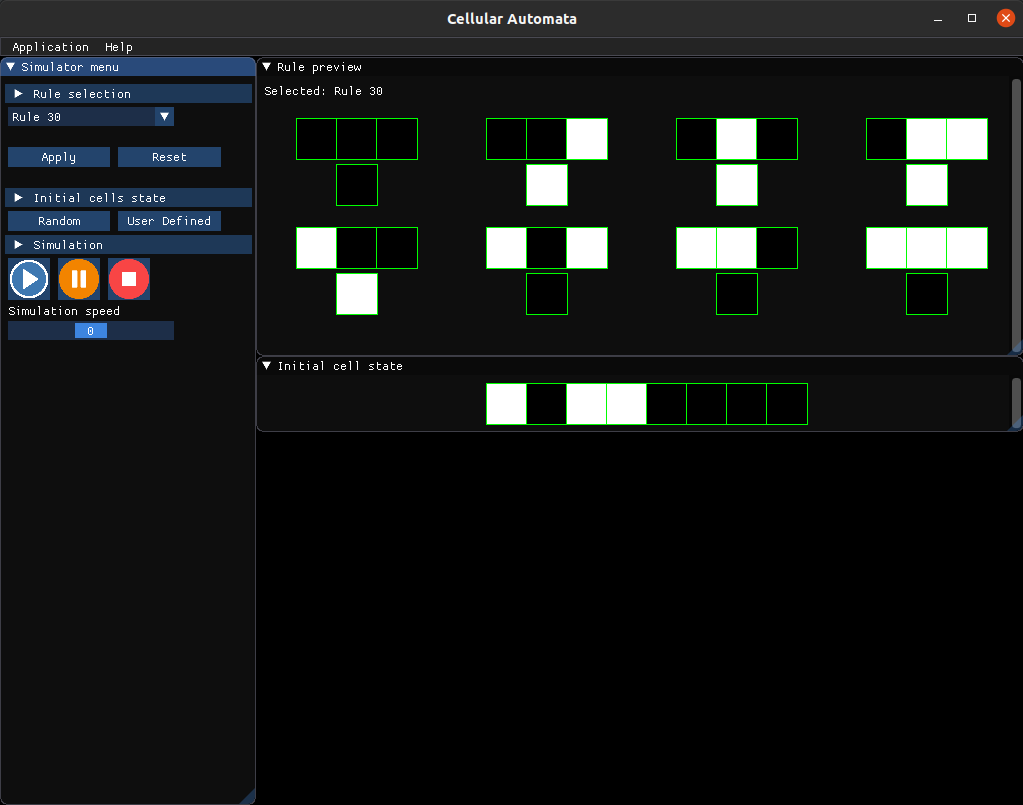 Cellular Automata
Application Help
Simulator menu
Rule selection
Rule 30
Apply Reset
Initial cells state
Random User Defined
Simulation
Simulation speed
0
Rule preview
Selected: Rule 30
Initial cell state